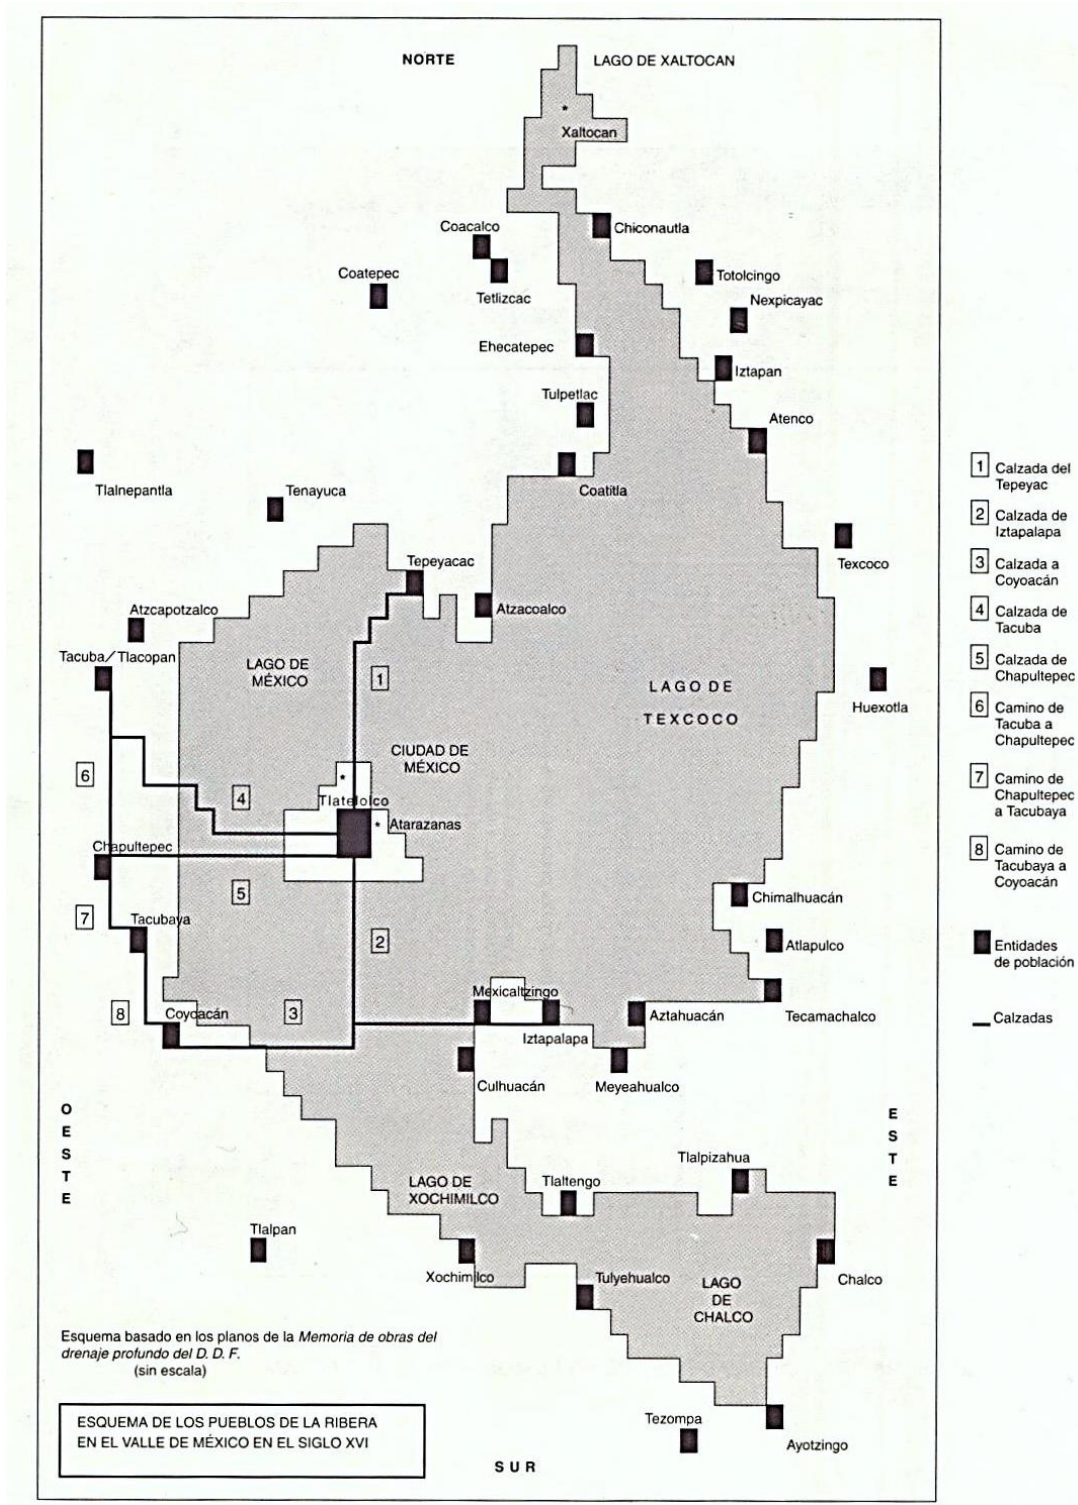 NORTE
LAGO DE XALTOCAN
*
Xaltocan
Coacalco
Chiconautla
Coatepec
Tetlizcac
Totolcingo
Nexpicayac
Ehecatepec
Iztapan
Tulpetlac
Atenco
Tlalnepantla
Tenayuca
Coatitla
Tepeyacac
Texcoco
Atzcapotzalco
Atzacoalco
Tacuba/Tlacopan
LAGO DE
MÉXICO
1
LAGO DE
TEXCOCO
Huexotla
CIUDAD DE
MÉXICO
6
4
*
Tlatelolco
* Atarazanas
Chapultepec
5
Chimalhuacán
7
Tacubaya
2
Atlapulco
8
Coyoacán
3
Mexicaltzingo
Iztapalapa
Aztahuacán
Tecamachalco
Culhuacán
Meyeahualco
OESTE
ESTE
LAGO DE
XOCHIMILCO
Tlaltengo
Tlalpizahua
Tlalpan
Xochimilco
Tulyehualco
LAGO
DE
CHALCO
Chalco
Tezompa
Ayotzingo
Esquema basado en los planos de la Memoria de obras del
drenaje profundo del D. D. F.
(sin escala)
ESQUEMA DE LOS PUEBLOS DE LA RIBERA
EN EL VALLE DE MÉXICO EN EL SIGLO XVI
SUR
1 Calzada del
Tepeyac
2 Calzada de
Iztapalapa
3 Calzada a
Coyoacán
4 Calzada de
Tacuba
5 Calzada de
Chapultepec
6 Camino de
Tacuba a
Chapultepec
7 Camino de
Chapultepec
a Tacubaya
8 Camino de
Tacubaya a
Coyoacán
Entidades
de población
Calzadas